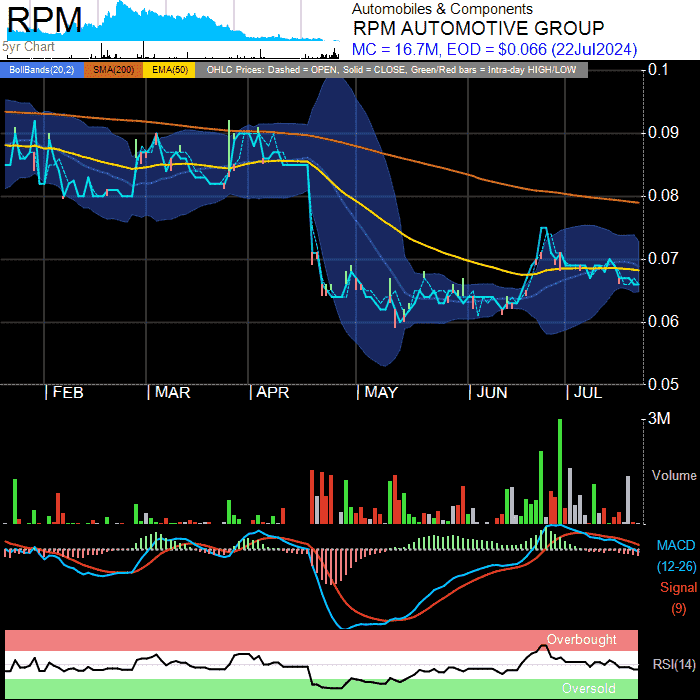 RPM
5yr Chart
Automobiles & Components
RPM AUTOMOTIVE GROUP
MC = 16.7M, EOD = $0.066 (22Jul2024)
BollBands(20,2) SMA(200) EMA(50) OHLC Prices: Dashed = OPEN, Solid = CLOSE, Green/Red bars = Intra-day HIGH/LOW
0.1
0.09
0.08
0.07
0.06
0.05
FEB MAR APR MAY JUN JUL
3M
Volume
MACD
(12-26)
Signal
(9)
Overbought
RSI(14)
Oversold